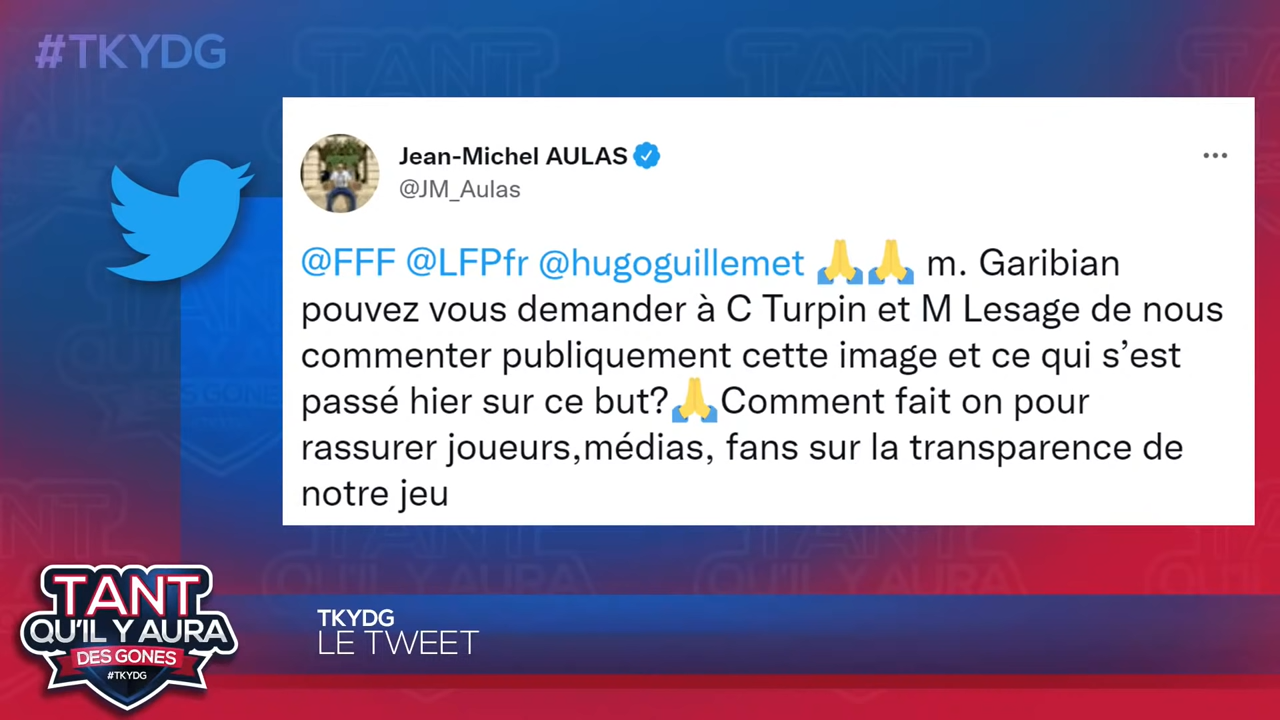 #TKYDG
Jean-Michel AULAS
@JM_Aulas
@FFF @LFPfr @hugoguillemet 🙏🙏 m. Garibian
pouvez vous demander à C Turpin et M Lesage de nous
commenter publiquement cette image et ce qui s’est
passé hier sur ce but?🙏Comment fait on pour
rassurer joueurs,médias, fans sur la transparence de
notre jeu
TANT
QU'IL Y AURA
DES GONES
#TKYDG
TKYDG
LE TWEET